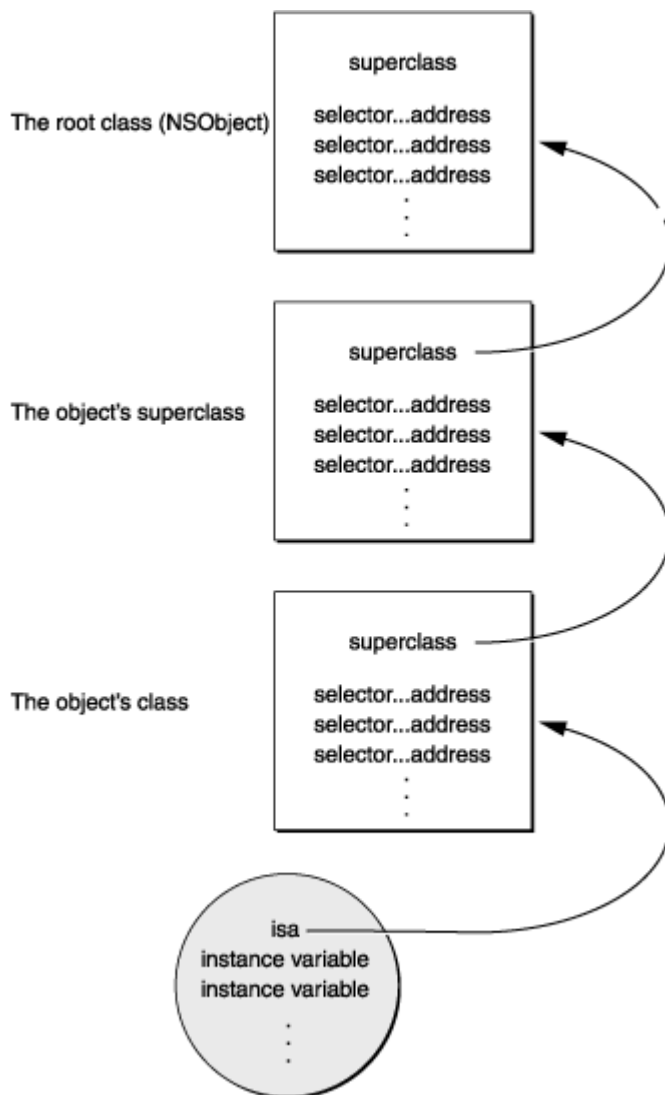 superclass
The root class (NSObject)
selector...address
selector...address
selector...address
.
.
.
superclass
The object's superclass
selector...address
selector...address
selector...address
.
.
.
superclass
The object's class
selector...address
selector...address
selector...address
.
.
.
isa
instance variable
instance variable
.
.
.